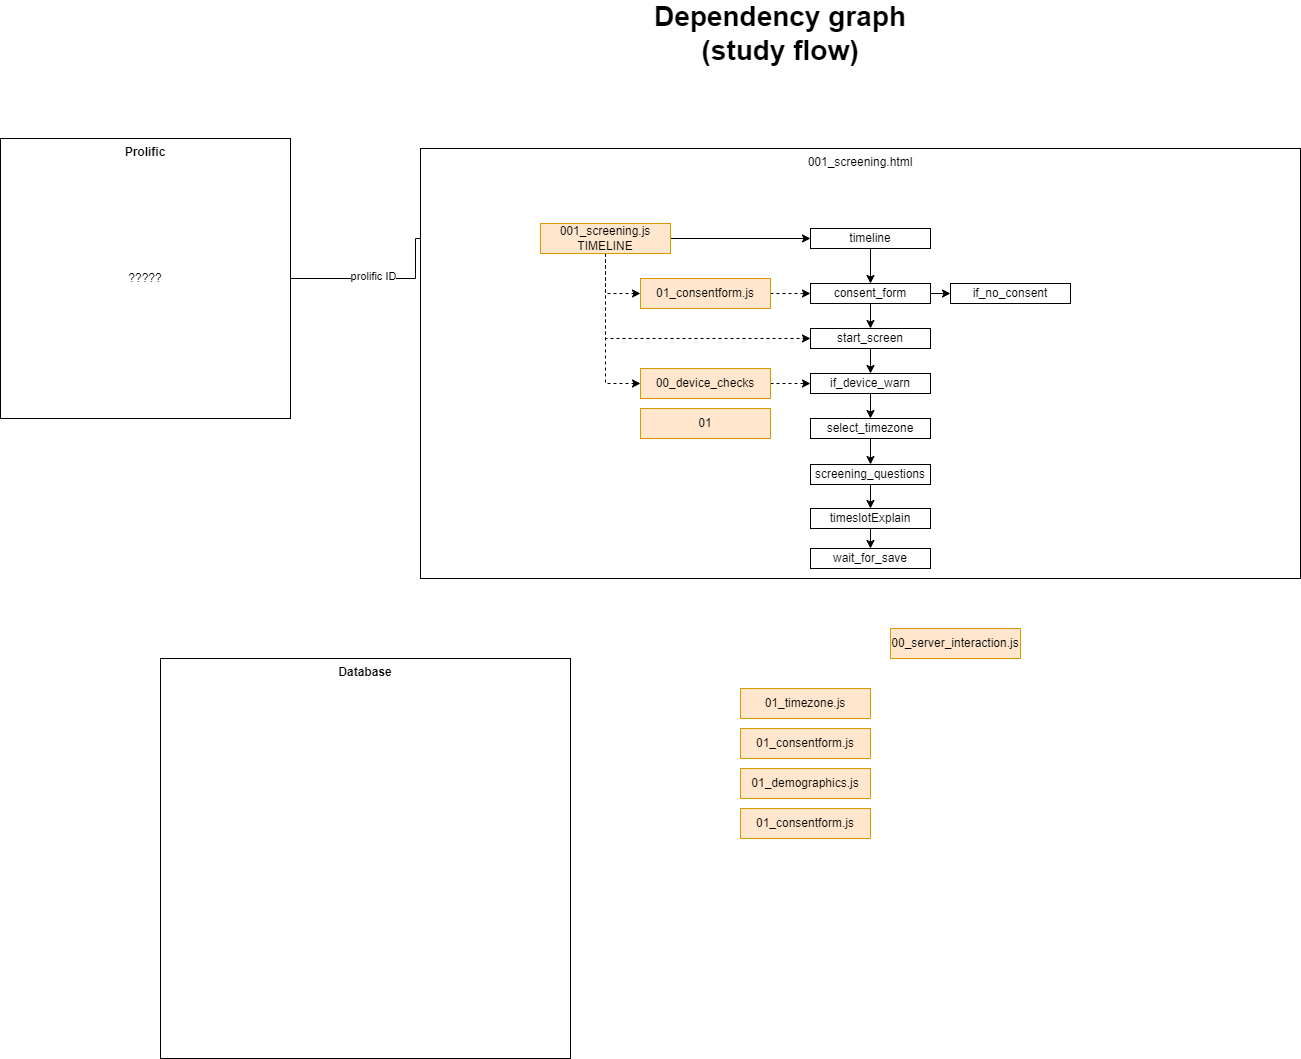 Dependency graph
(study flow)
Prolific
?????
prolific ID
001_screening.html
001_screening.js
TIMELINE
timeline
01_consentform.js
consent_form
if_no_consent
start_screen
00_device_checks
if_device_warn
01
select_timezone
screening_questions
timeslotExplain
wait_for_save
00_server_interaction.js
Database
01_timezone.js
01_consentform.js
01_demographics.js
01_consentform.js